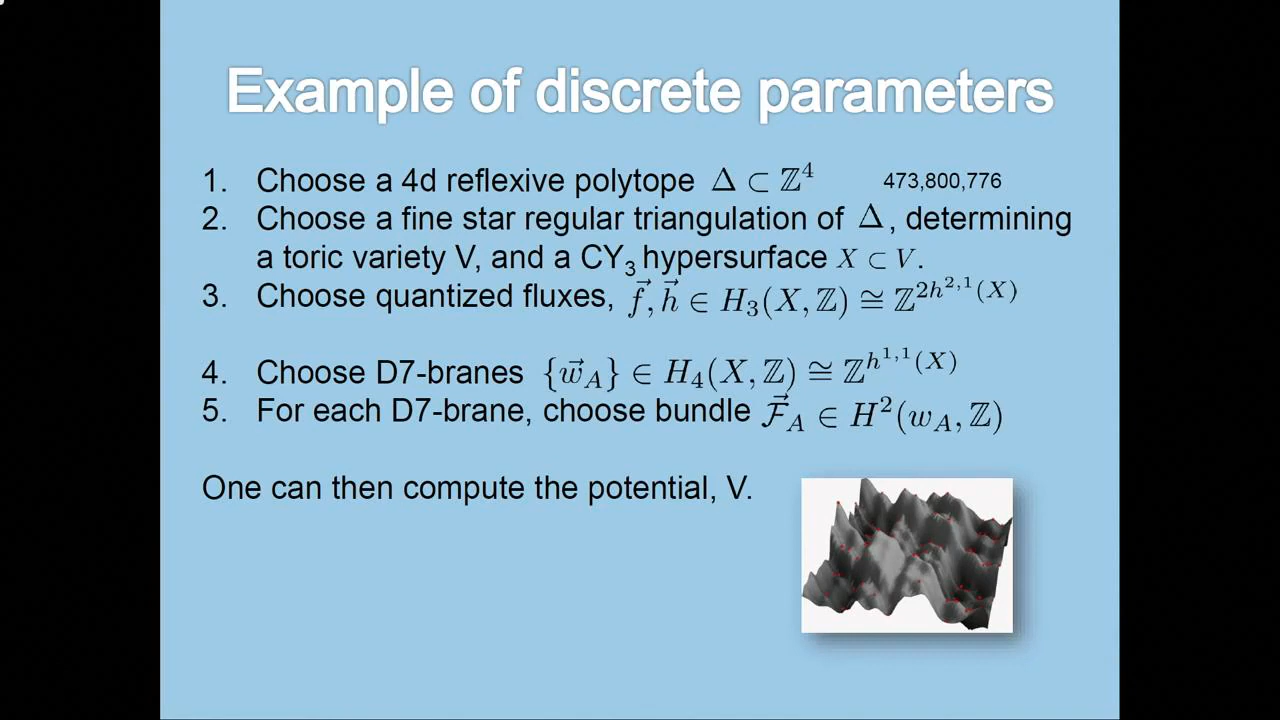 Example of discrete parameters
1. Choose a 4d reflexive polytope Δ ⊂ ℤ⁴ 473,800,776
2. Choose a fine star regular triangulation of Δ, determining
a toric variety V, and a CY₃ hypersurface X ⊂ V.
3. Choose quantized fluxes, f⃗, h⃗ ∈ H₃(X, ℤ) ≅ ℤ^{2h^{2,1}(X)}
4. Choose D7-branes {w⃗_A} ∈ H₄(X, ℤ) ≅ ℤ^{h^{1,1}(X)}
5. For each D7-brane, choose bundle ℱ⃗_A ∈ H²(w_A, ℤ)
One can then compute the potential, V.